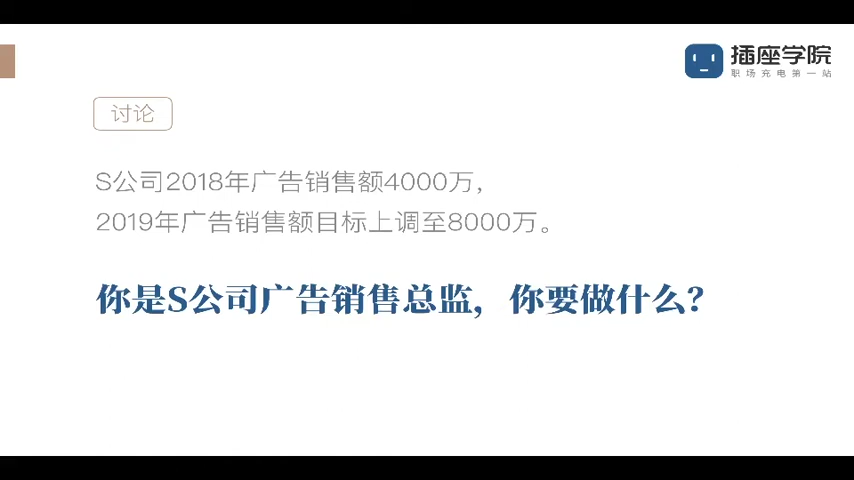 插座学院
职场充电第一站
讨论
S公司2018年广告销售额4000万,
2019年广告销售额目标上调至8000万。
你是S公司广告销售总监，你要做什么？